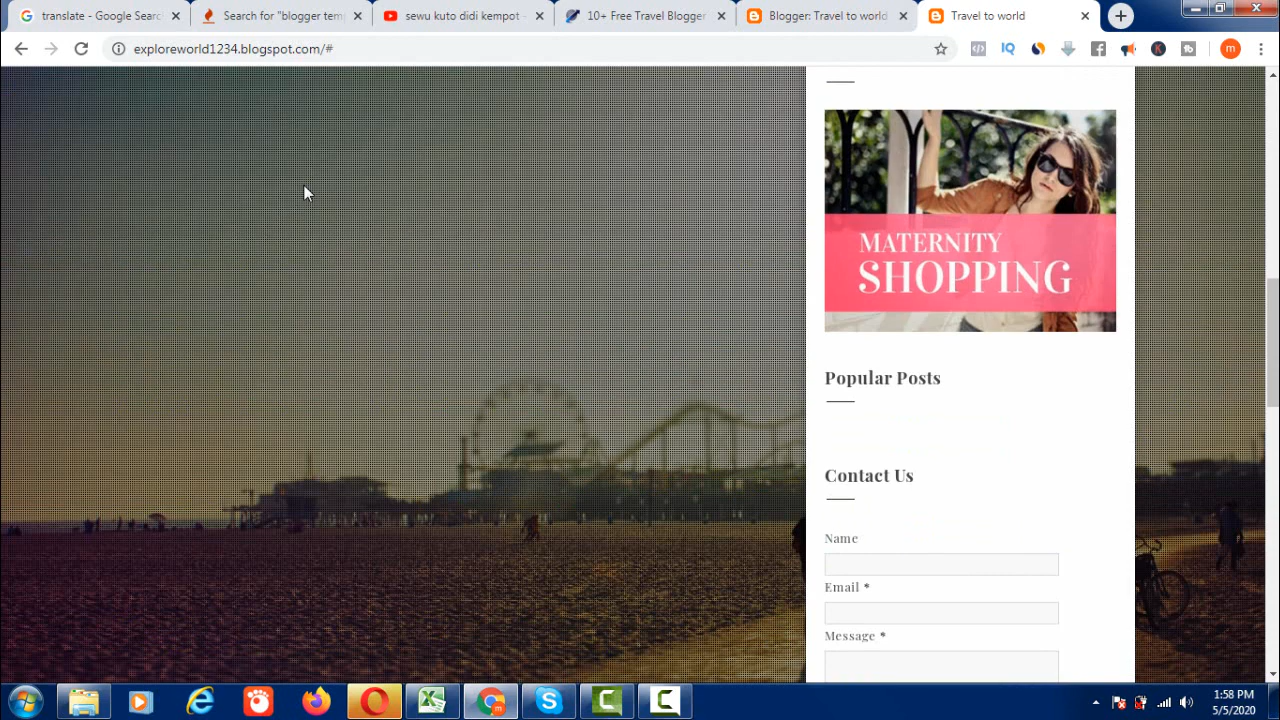 translate - Google Searc
Search for "blogger temp
sewu kuto didi kempot -
10+ Free Travel Blogger
Blogger: Travel to world
Travel to world
exploreworld1234.blogspot.com/#
IQ
m
MATERNITY
SHOPPING
Popular Posts
Contact Us
Name
Email *
Message *
1:58 PM
5/5/2020